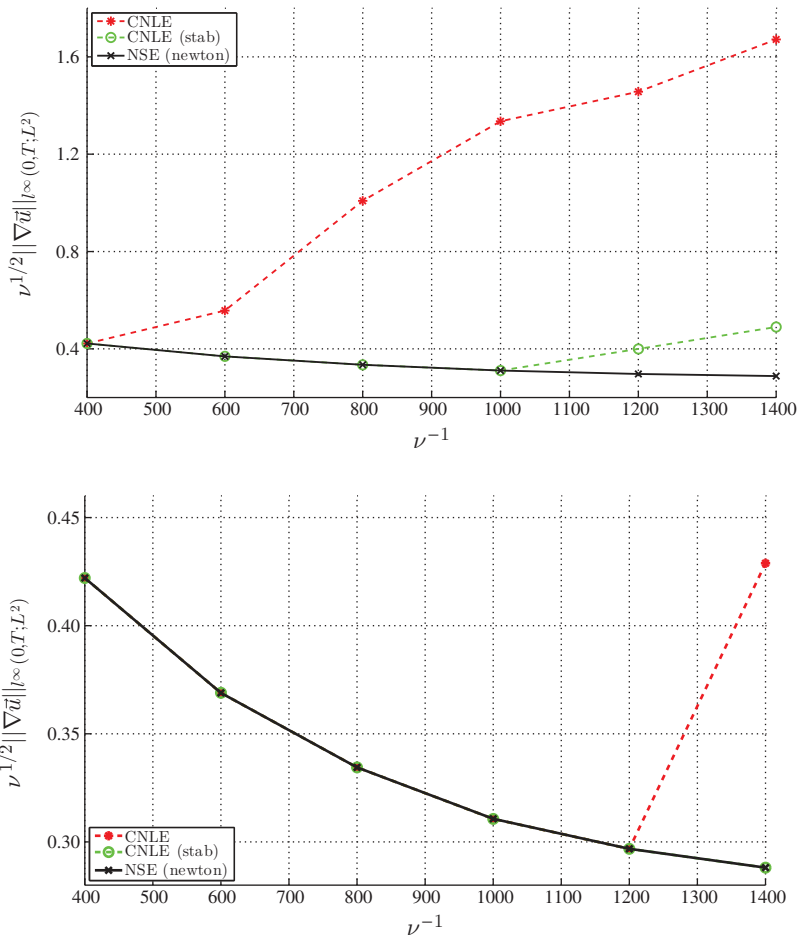 1.6
1.2
0.8
0.4
ν^{1/2}||∇u⃗||_{l^∞(0,T;L²)}
CNLE
CNLE (stab)
NSE (newton)
400 500 600 700 800 900 1000 1100 1200 1300 1400
ν^{-1}
0.45
0.40
0.35
0.30
ν^{1/2}||∇u⃗||_{l^∞(0,T;L²)}
CNLE
CNLE (stab)
NSE (newton)
400 500 600 700 800 900 1000 1100 1200 1300 1400
ν^{-1}